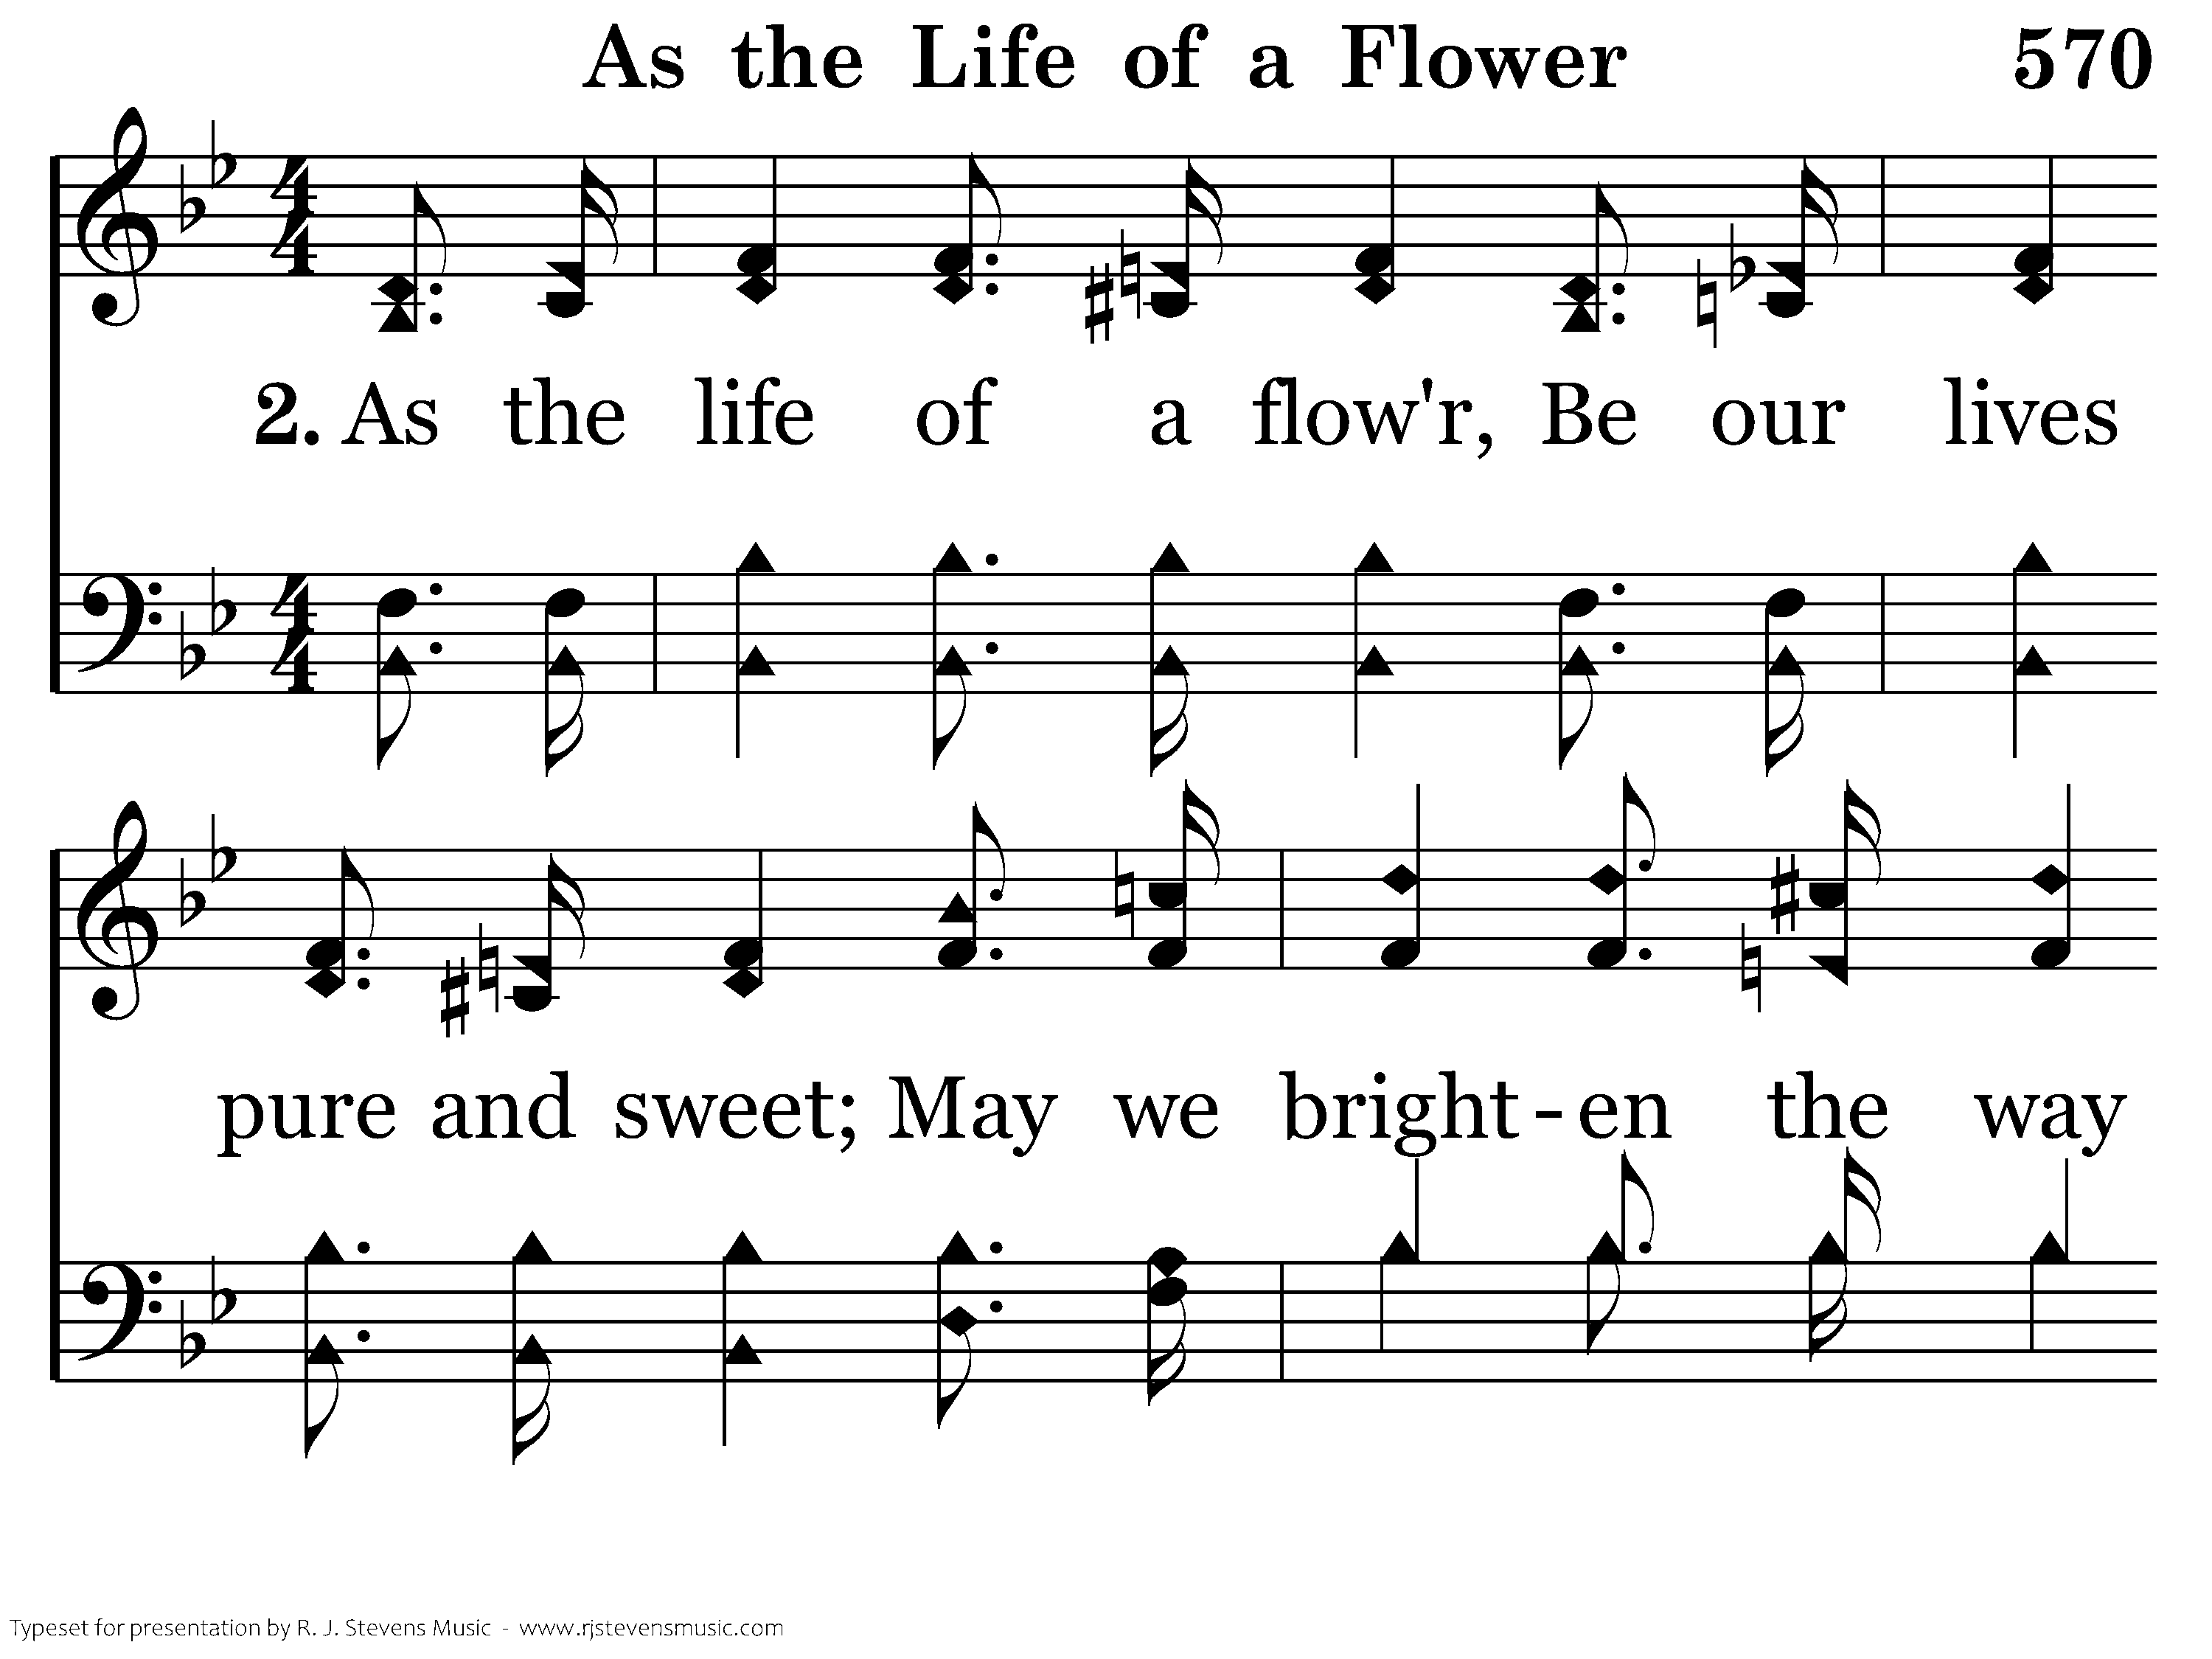 As the Life of a Flower 570
2. As the life of a flow'r, Be our lives
pure and sweet; May we bright-en the way
Typeset for presentation by R. J. Stevens Music - www.rjstevensmusic.com